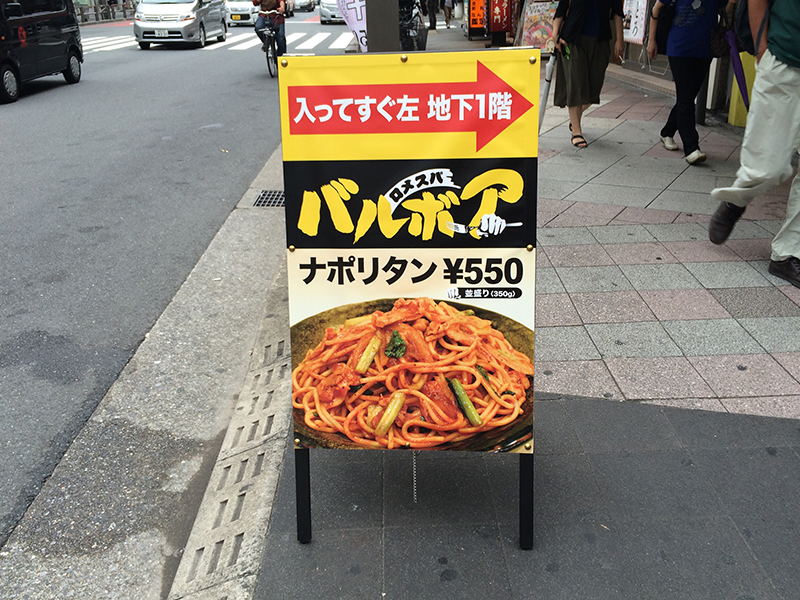 入ってすぐ左 地下1階
ロメスパ
バルボア
ナポリタン ¥550
並盛り(350g)